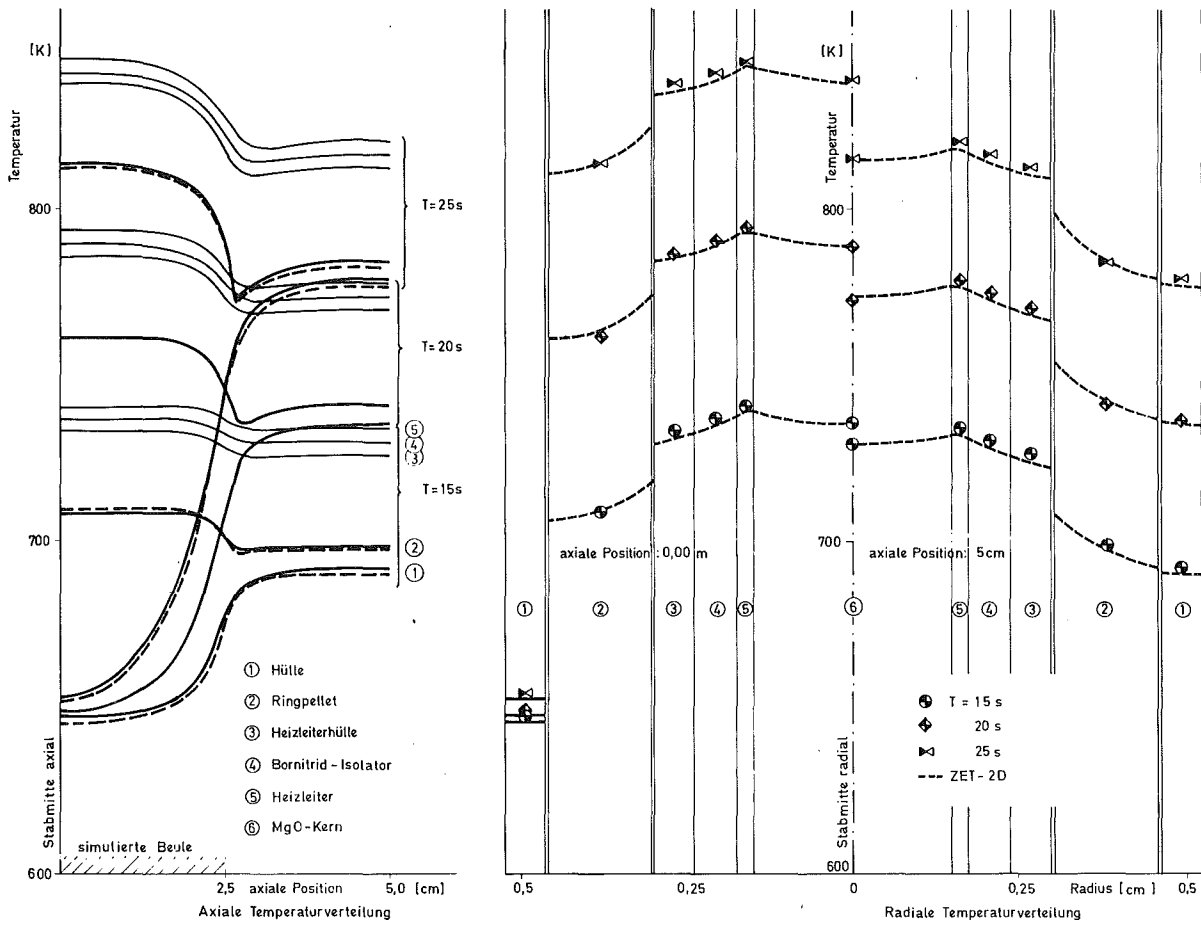 [K]
Temperatur
800
700
600
T=25s
T=20s
⑤
④
③
T=15s
②
①
① Hülle
② Ringpellet
③ Heizleiterhülle
④ Bornitrid-Isolator
⑤ Heizleiter
⑥ MgO-Kern
Stabmitte axial
simulierte Beule
2,5
axiale Position
5,0 [cm]
Axiale Temperaturverteilung
[K]
Temperatur
800
axiale Position : 0,00 m
700
axiale Position: 5cm
① ② ③ ④ ⑤ ⑥ ⑤ ④ ③ ② ①
T = 15 s
20 s
25 s
ZET-2D
Stabmitte radial
600
0,5 0,25 0 0,25 Radius [cm] 0,5
Radiale Temperaturverteilung